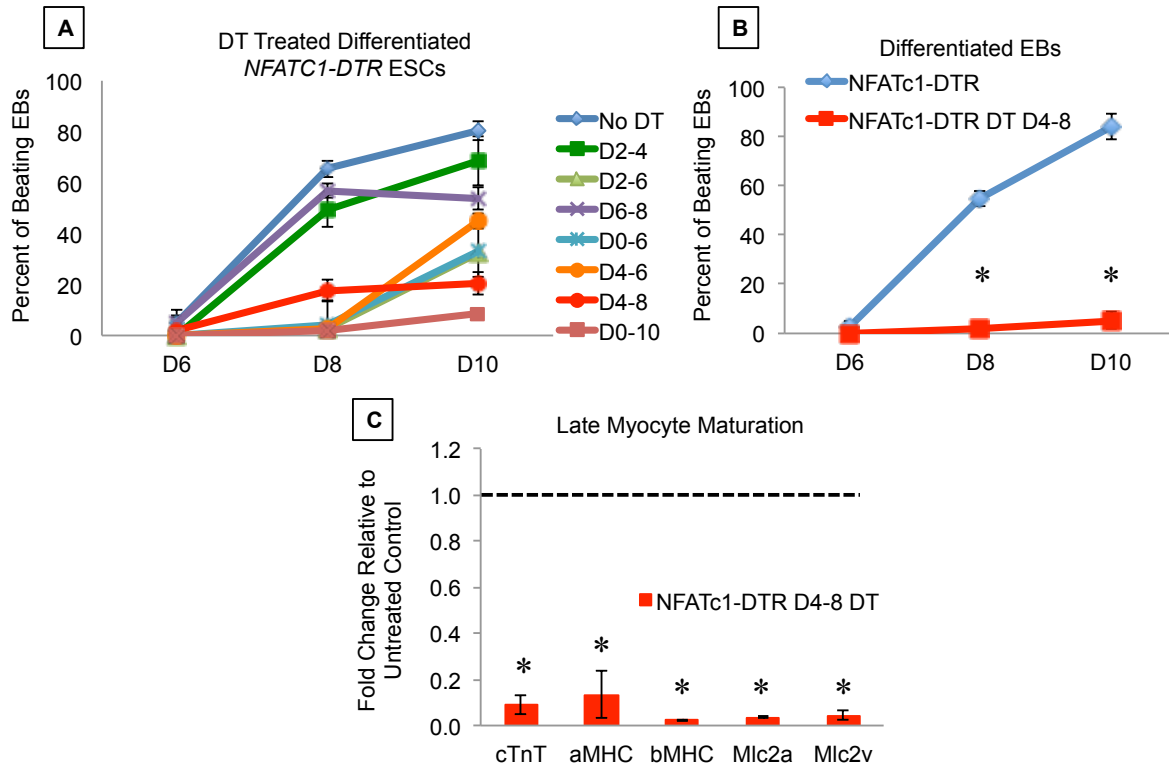 A
DT Treated Differentiated
NFATC1-DTR ESCs
Percent of Beating EBs
100
80
60
40
20
0
D6
D8
D10
No DT
D2-4
D2-6
D6-8
D0-6
D4-6
D4-8
D0-10
B
Differentiated EBs
NFATc1-DTR
NFATc1-DTR DT D4-8
Percent of Beating EBs
100
80
60
40
20
0
*
*
D6
D8
D10
C
Late Myocyte Maturation
Fold Change Relative to
Untreated Control
1.2
1.0
0.8
0.6
0.4
0.2
0.0
NFATc1-DTR D4-8 DT
*
*
*
*
*
cTnT
aMHC
bMHC
Mlc2a
Mlc2v